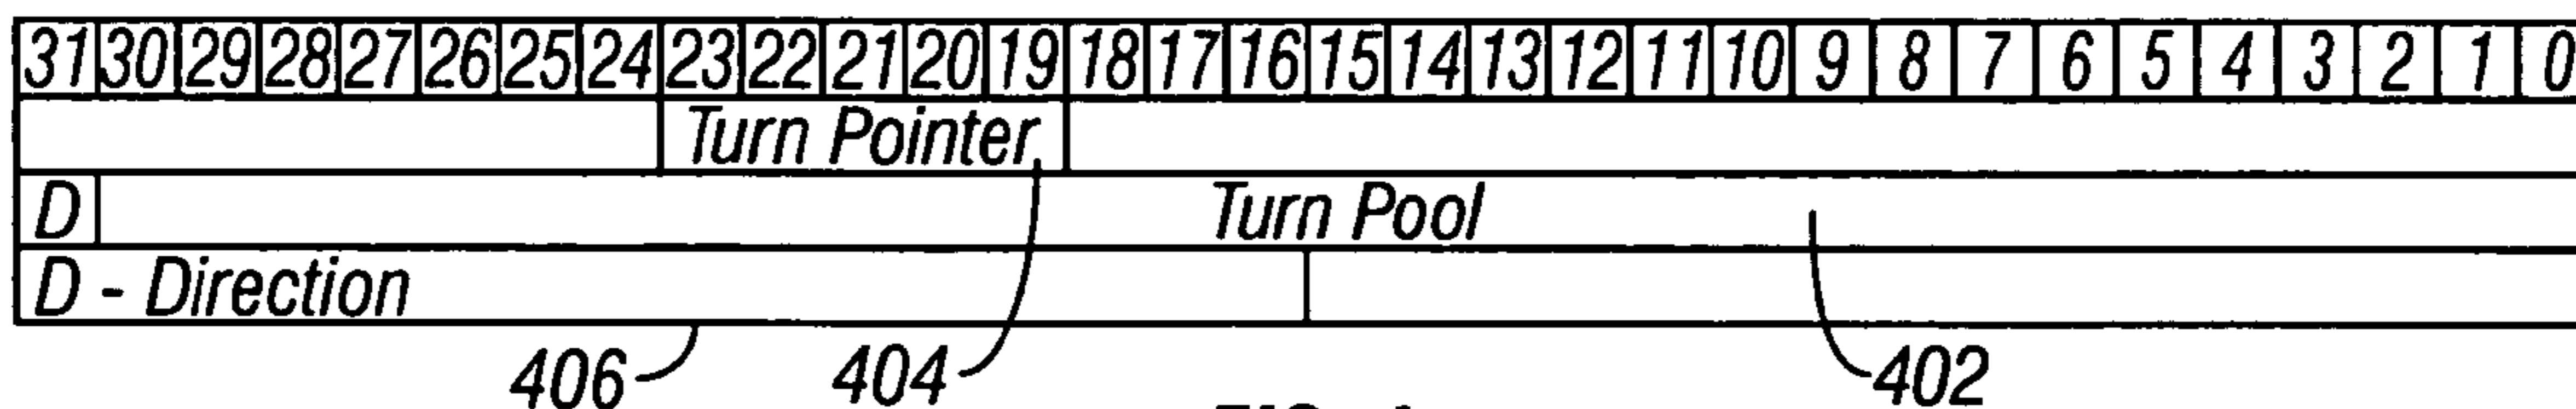 31 30 29 28 27 26 25 24 23 22 21 20 19 18 17 16 15 14 13 12 11 10 9 8 7 6 5 4 3 2 1 0
Turn Pointer
D Turn Pool
D - Direction
406 404 402